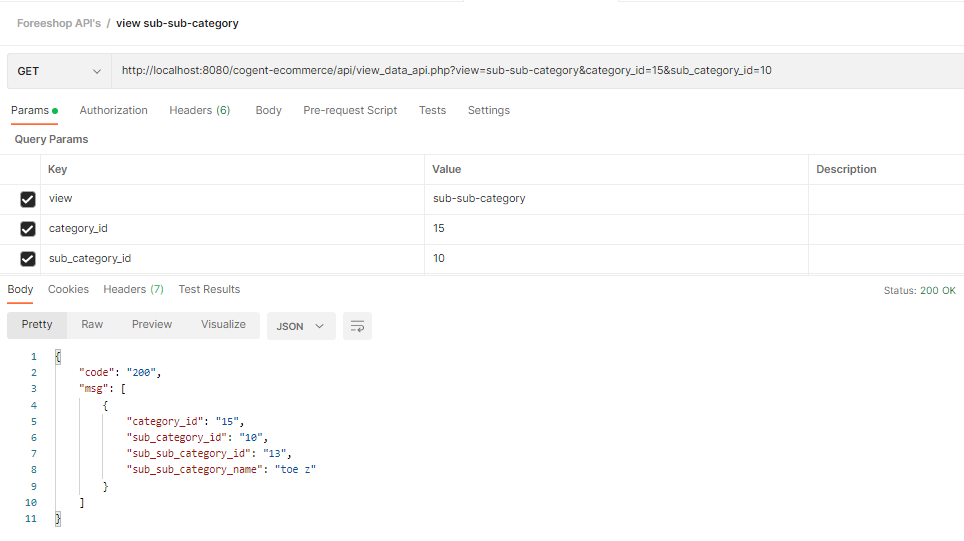 Foreeshop API's / view sub-sub-category
GET http://localhost:8080/cogent-ecommerce/api/view_data_api.php?view=sub-sub-category&category_id=15&sub_category_id=10
Params Authorization Headers (6) Body Pre-request Script Tests Settings
Query Params
Key Value Description
view sub-sub-category
category_id 15
sub_category_id 10
Body Cookies Headers (7) Test Results Status: 200 OK
Pretty Raw Preview Visualize JSON
1 {
2 "code": "200",
3 "msg": [
4 {
5 "category_id": "15",
6 "sub_category_id": "10",
7 "sub_sub_category_id": "13",
8 "sub_sub_category_name": "toe z"
9 }
10 ]
11 }